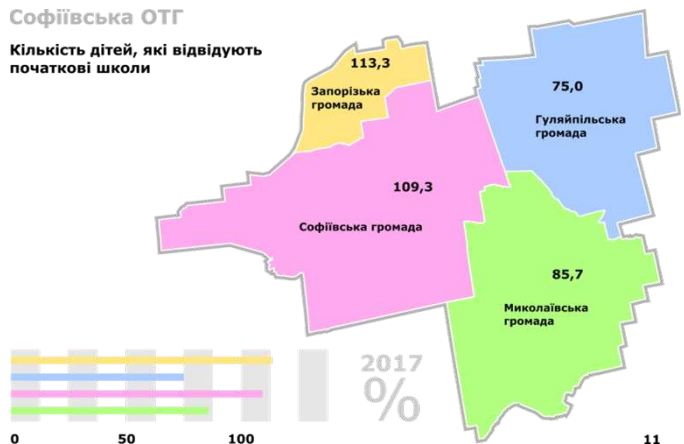 Софіївська ОТГ
Кількість дітей, які відвідують
початкові школи
113,3
Запорізька
громада
75,0
Гуляйпільська
громада
109,3
Софіївська громада
85,7
Миколаївська
громада
2017
%
0 50 100
11